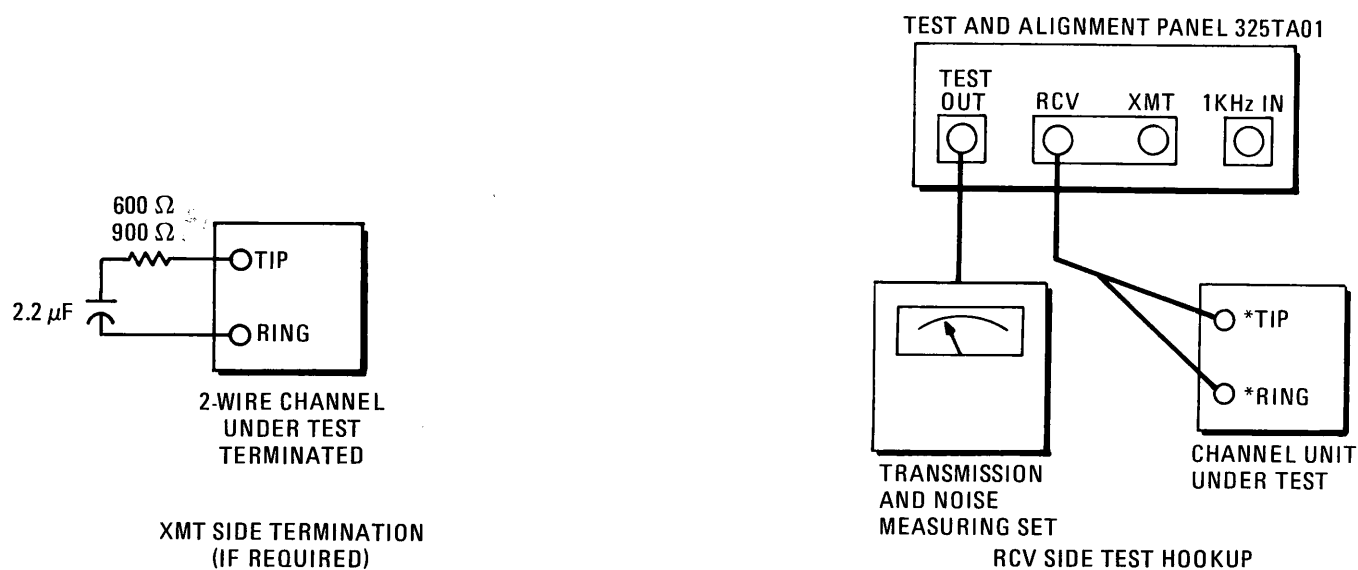 600 Ω
900 Ω
2.2 μF
TIP
RING
2-WIRE CHANNEL
UNDER TEST
TERMINATED
XMT SIDE TERMINATION
(IF REQUIRED)
TEST AND ALIGNMENT PANEL 325TA01
TEST
OUT
RCV
XMT
1KHz IN
*TIP
*RING
TRANSMISSION
AND NOISE
MEASURING SET
CHANNEL UNIT
UNDER TEST
RCV SIDE TEST HOOKUP